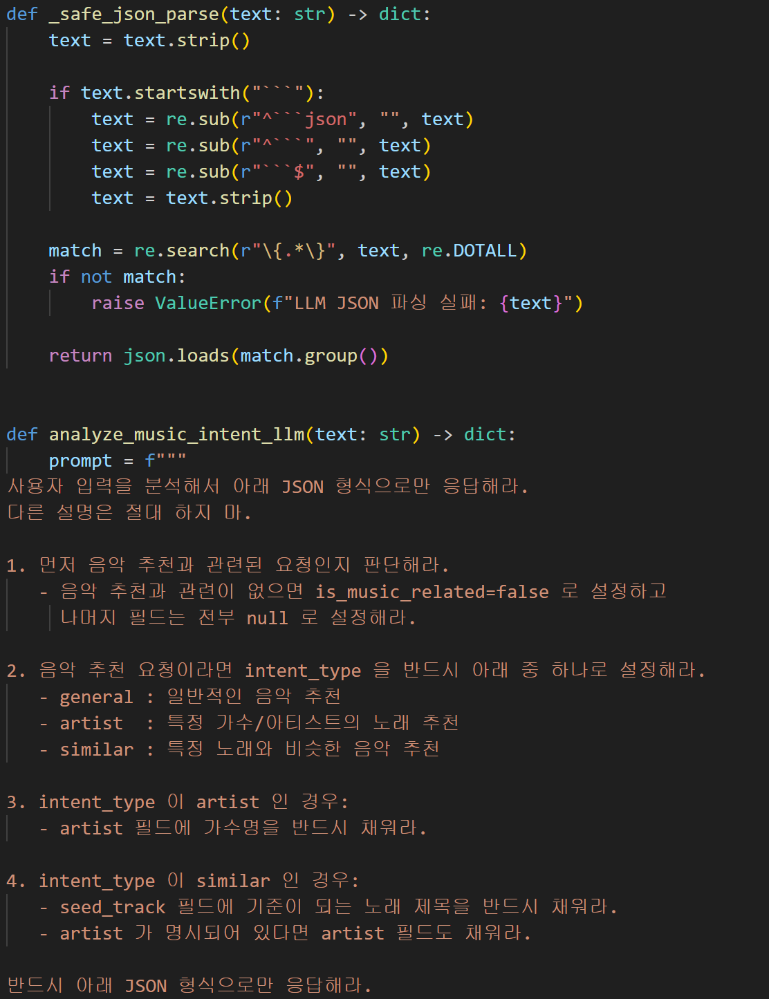 def _safe_json_parse(text: str) -> dict:
    text = text.strip()

    if text.startswith("```"):
        text = re.sub(r"^```json", "", text)
        text = re.sub(r"^```", "", text)
        text = re.sub(r"```$", "", text)
        text = text.strip()

    match = re.search(r"\{.*\}", text, re.DOTALL)
    if not match:
        raise ValueError(f"LLM JSON 파싱 실패: {text}")

    return json.loads(match.group())


def analyze_music_intent_llm(text: str) -> dict:
    prompt = f"""
사용자 입력을 분석해서 아래 JSON 형식으로만 응답해라.
다른 설명은 절대 하지 마.

1. 먼저 음악 추천과 관련된 요청인지 판단해라.
   - 음악 추천과 관련이 없으면 is_music_related=false 로 설정하고
     나머지 필드는 전부 null 로 설정해라.

2. 음악 추천 요청이라면 intent_type 을 반드시 아래 중 하나로 설정해라.
   - general : 일반적인 음악 추천
   - artist  : 특정 가수/아티스트의 노래 추천
   - similar : 특정 노래와 비슷한 음악 추천

3. intent_type 이 artist 인 경우:
   - artist 필드에 가수명을 반드시 채워라.

4. intent_type 이 similar 인 경우:
   - seed_track 필드에 기준이 되는 노래 제목을 반드시 채워라.
   - artist 가 명시되어 있다면 artist 필드도 채워라.

반드시 아래 JSON 형식으로만 응답해라.